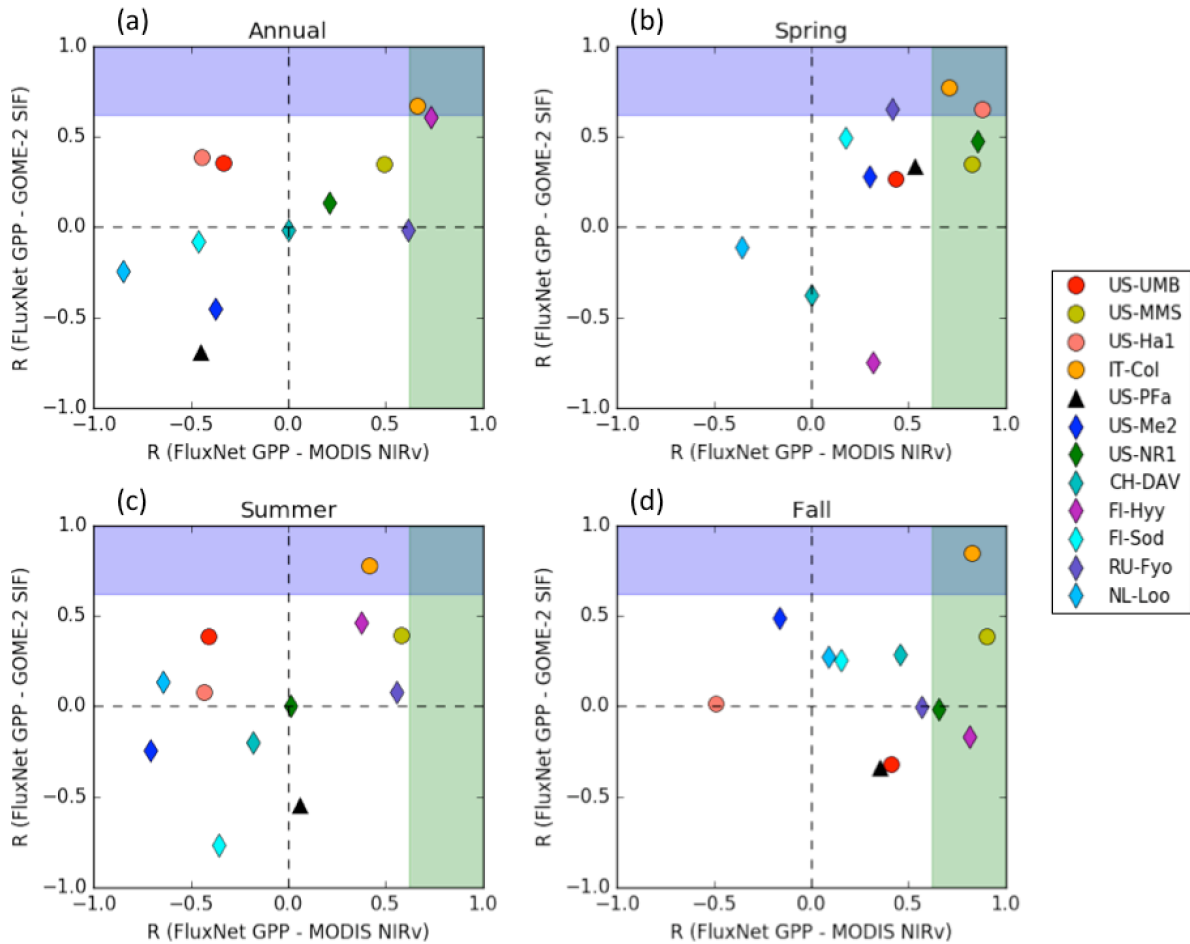 (a)
Annual
1.0
0.5
0.0
−0.5
−1.0
−1.0
−0.5
0.0
0.5
1.0
R (FLuxNet GPP - GOME-2 SIF)
R (FluxNet GPP - MODIS NIRv)
(b)
Spring
1.0
0.5
0.0
−0.5
−1.0
−1.0
−0.5
0.0
0.5
1.0
R (FluxNet GPP - GOME-2 SIF)
R (FluxNet GPP - MODIS NIRv)
US-UMB
US-MMS
US-Ha1
IT-Col
US-PFa
US-Me2
US-NR1
CH-DAV
FI-Hyy
FI-Sod
RU-Fyo
NL-Loo
(c)
Summer
1.0
0.5
0.0
−0.5
−1.0
−1.0
−0.5
0.0
0.5
1.0
R (FluxNet GPP - GOME-2 SIF)
R (FluxNet GPP - MODIS NIRv)
(d)
Fall
1.0
0.5
0.0
−0.5
−1.0
−1.0
−0.5
0.0
0.5
1.0
R (FluxNet GPP - GOME-2 SIF)
R (FluxNet GPP - MODIS NIRv)